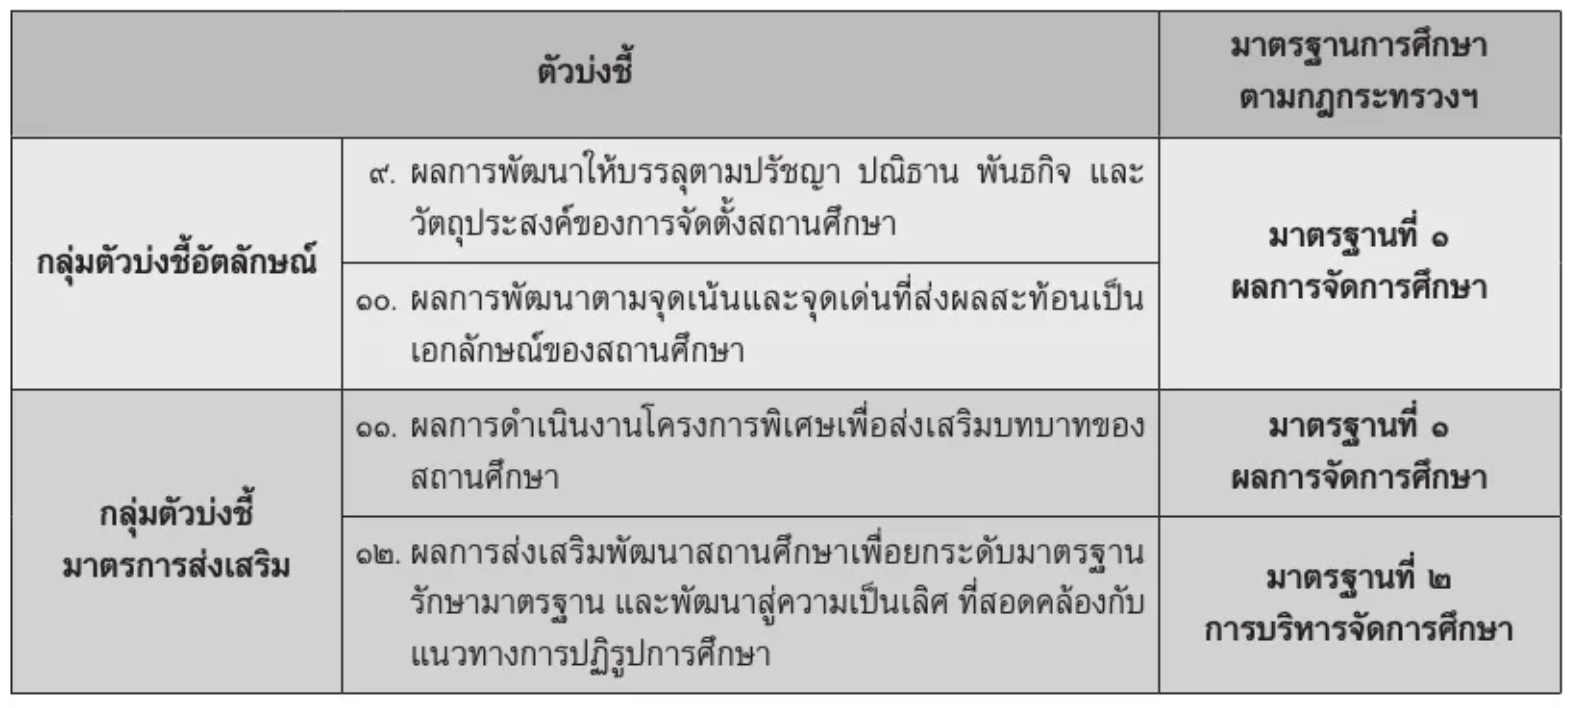 ตัวบ่งชี้
มาตรฐานการศึกษา
ตามกฎกระทรวงฯ
กลุ่มตัวบ่งชี้อัตลักษณ์
๙. ผลการพัฒนาให้บรรลุตามปรัชญา ปณิธาน พันธกิจ และ
วัตถุประสงค์ของการจัดตั้งสถานศึกษา
๑๐. ผลการพัฒนาตามจุดเน้นและจุดเด่นที่ส่งผลสะท้อนเป็น
เอกลักษณ์ของสถานศึกษา
มาตรฐานที่ ๑
ผลการจัดการศึกษา
กลุ่มตัวบ่งชี้
มาตรการส่งเสริม
๑๑. ผลการดำเนินงานโครงการพิเศษเพื่อส่งเสริมบทบาทของ
สถานศึกษา
มาตรฐานที่ ๑
ผลการจัดการศึกษา
๑๒. ผลการส่งเสริมพัฒนาสถานศึกษาเพื่อยกระดับมาตรฐาน
รักษามาตรฐาน และพัฒนาสู่ความเป็นเลิศ ที่สอดคล้องกับ
แนวทางการปฏิรูปการศึกษา
มาตรฐานที่ ๒
การบริหารจัดการศึกษา